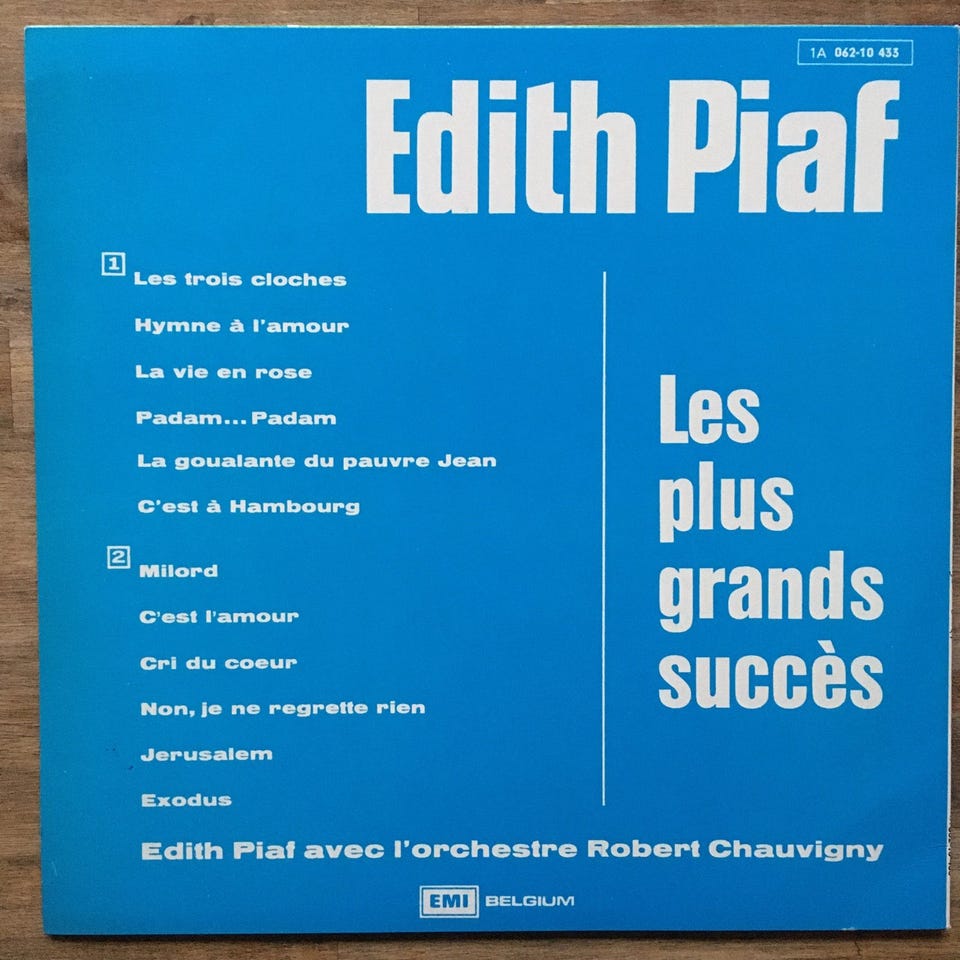 1A 062-10 433
Edith Piaf
1
Les trois cloches
Hymne à l'amour
La vie en rose
Padam...Padam
La goualante du pauvre Jean
C'est à Hambourg
2
Milord
C'est l'amour
Cri du coeur
Non, je ne regrette rien
Jerusalem
Exodus
Les
plus
grands
succès
Edith Piaf avec l'orchestre Robert Chauvigny
EMI BELGIUM